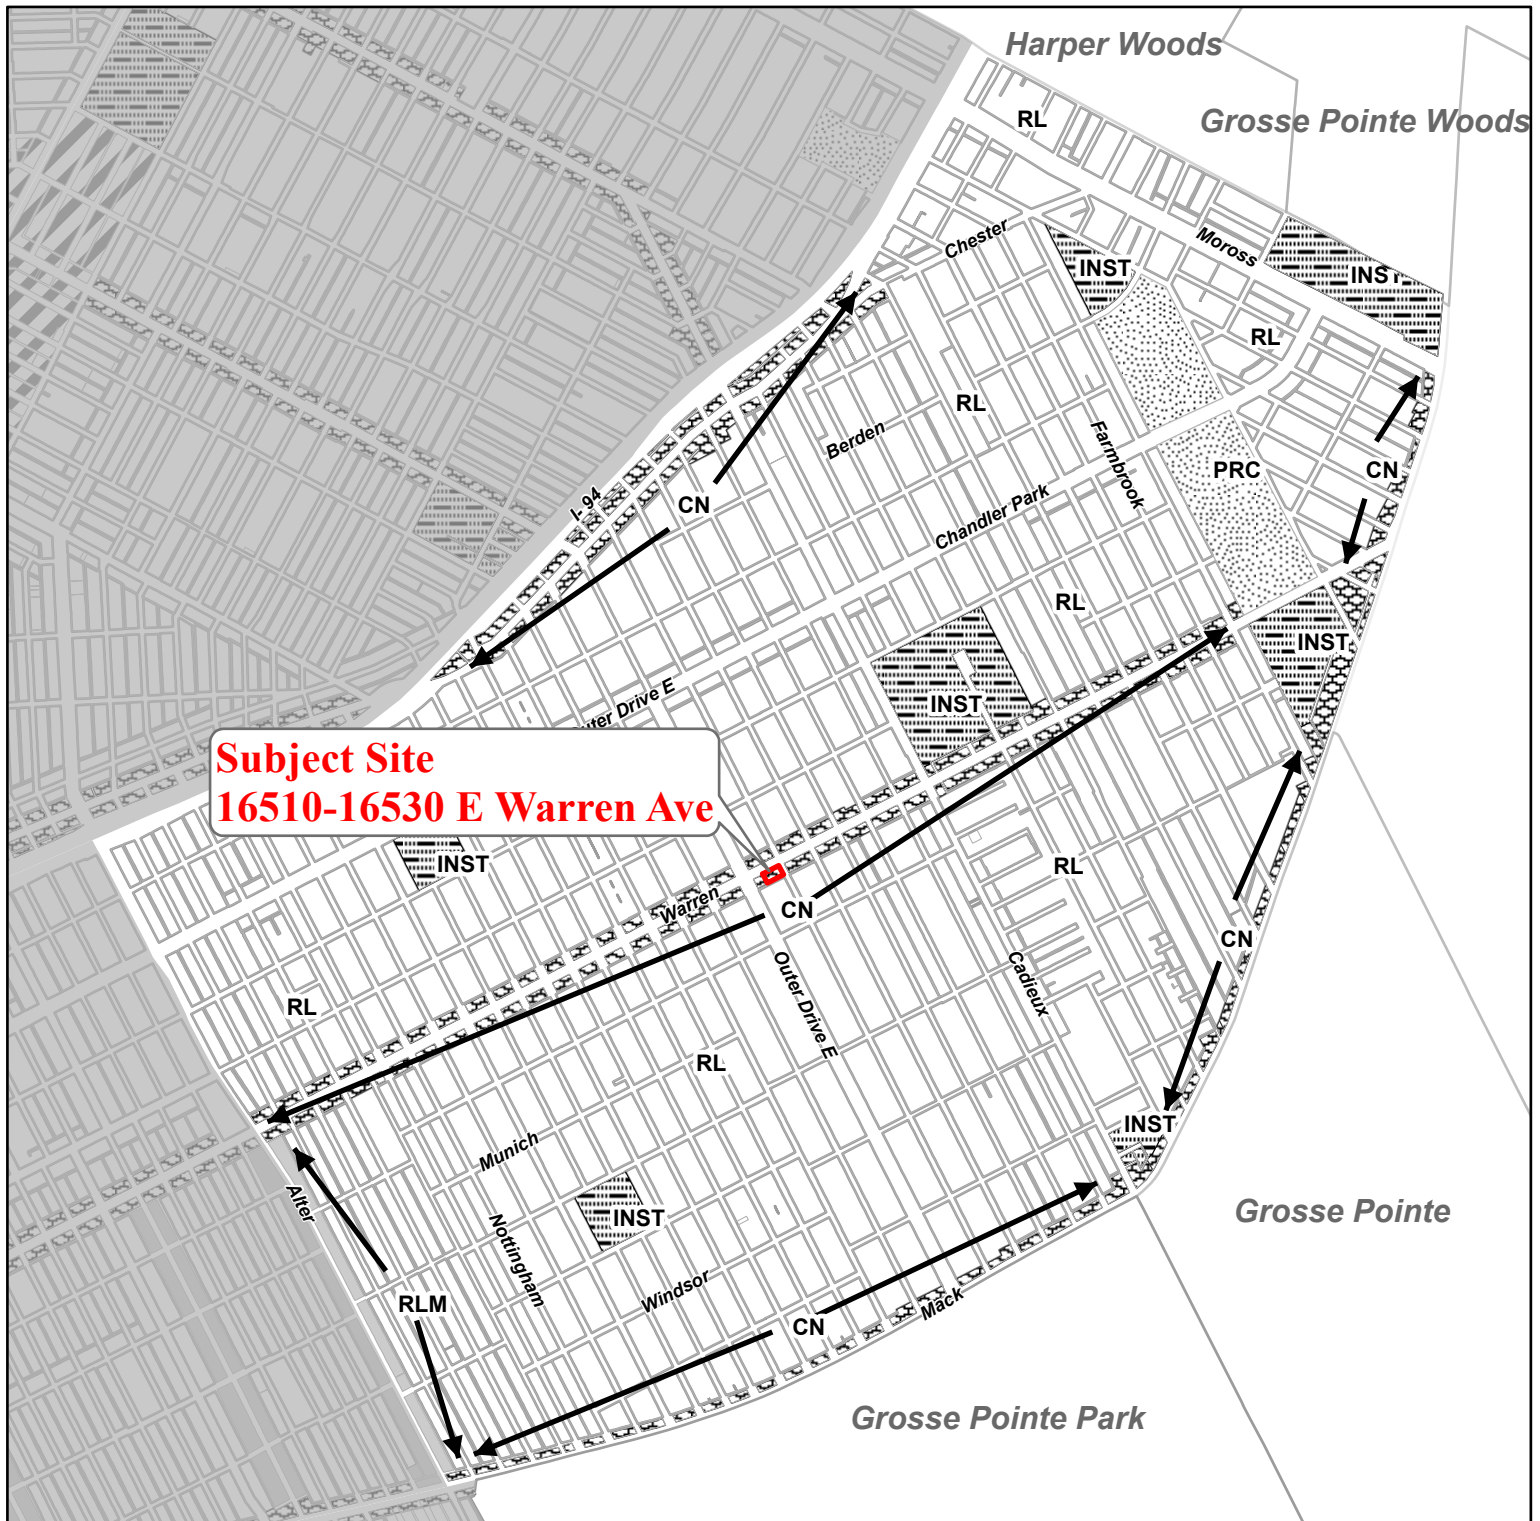 Harper Woods
Grosse Pointe Woods
RL
Chester
Moross
INST
INST
RL
I- 94
CN
Berden
RL
Farmbrook
PRC
CN
Chandler Park
RL
INST
INST
uter Drive E
Subject Site
16510-16530 E Warren Ave
INST
Warren
CN
RL
CN
Outer Drive E
Cadieux
RL
RL
INST
Munich
Alter
Nottingham
INST
Grosse Pointe
Windsor
RLM
CN
Mack
Grosse Pointe Park